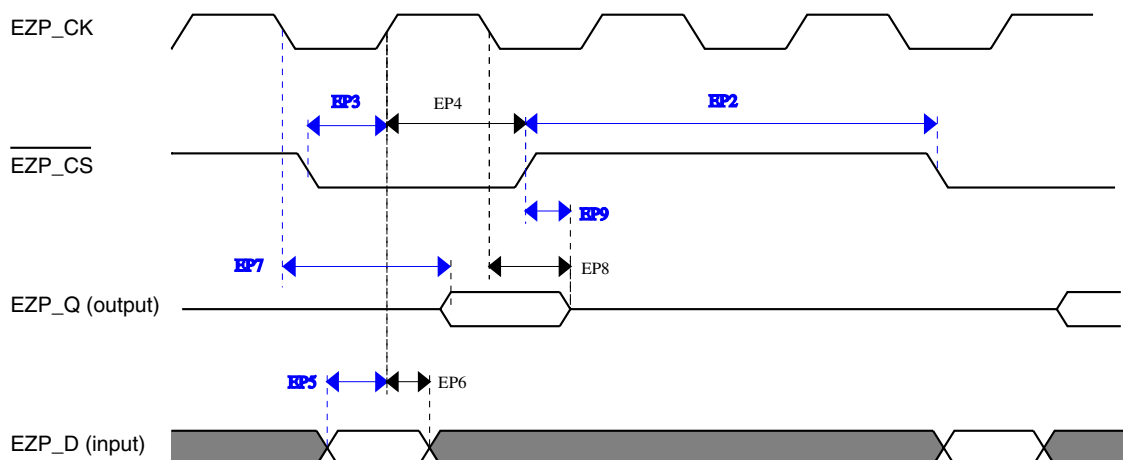 EZP_CK
EP3
EP4
EP2
EZP_CS
EP9
EP7
EP8
EZP_Q (output)
EP5
EP6
EZP_D (input)